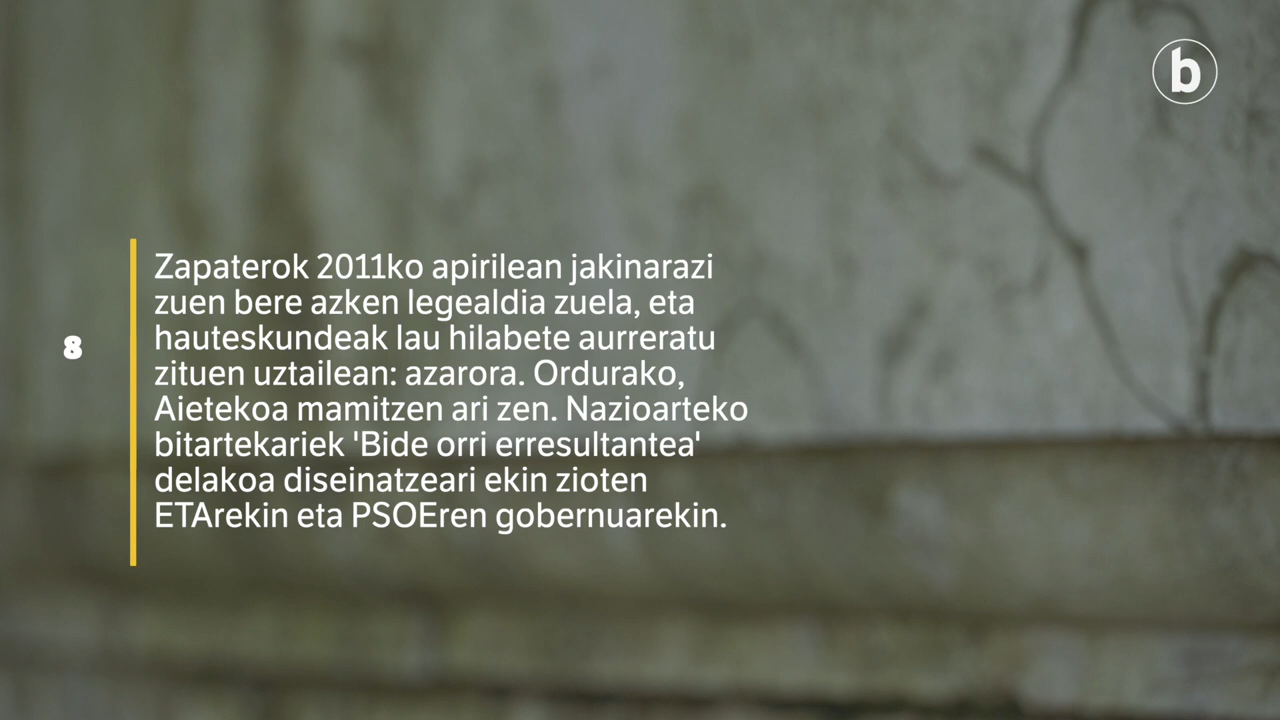 b
Zapaterok 2011ko apirilean jakinarazi
zuen bere azken legealdia zuela, eta
hauteskundeak lau hilabete aurreratu
8
zituen uztailean: azarora. Ordurako,
Aietekoa mamitzen ari zen. Nazioarteko
bitartekariek 'Bide orri erresultantea'
delakoa diseinatzeari ekin zioten
ETArekin eta PSOEren gobernuarekin.